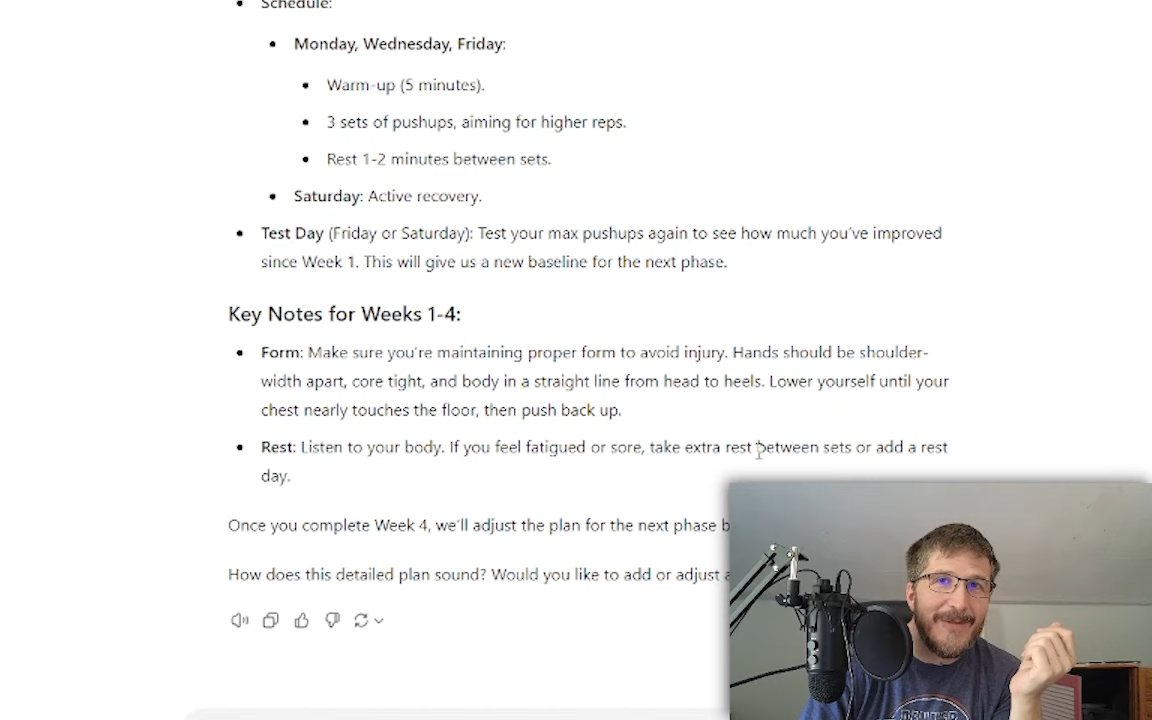 Schedule:
Monday, Wednesday, Friday:
Warm-up (5 minutes).
3 sets of pushups, aiming for higher reps.
Rest 1-2 minutes between sets.
Saturday: Active recovery.
Test Day (Friday or Saturday): Test your max pushups again to see how much you've improved
since Week 1. This will give us a new baseline for the next phase.
Key Notes for Weeks 1-4:
Form: Make sure you're maintaining proper form to avoid injury. Hands should be shoulder-
width apart, core tight, and body in a straight line from head to heels. Lower yourself until your
chest nearly touches the floor, then push back up.
Rest: Listen to your body. If you feel fatigued or sore, take extra rest between sets or add a rest
day.
Once you complete Week 4, we'll adjust the plan for the next phase
How does this detailed plan sound? Would you like to add or adjust